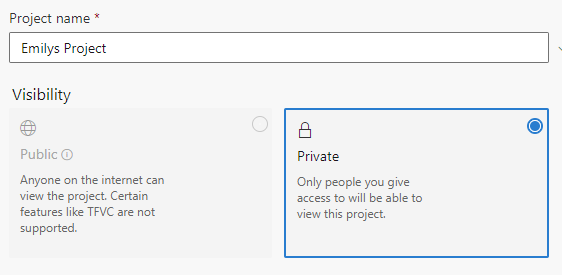 Project name *
Emilys Project
Visibility
Public
Anyone on the internet can
view the project. Certain
features like TFVC are not
supported.
Private
Only people you give
access to will be able to
view this project.